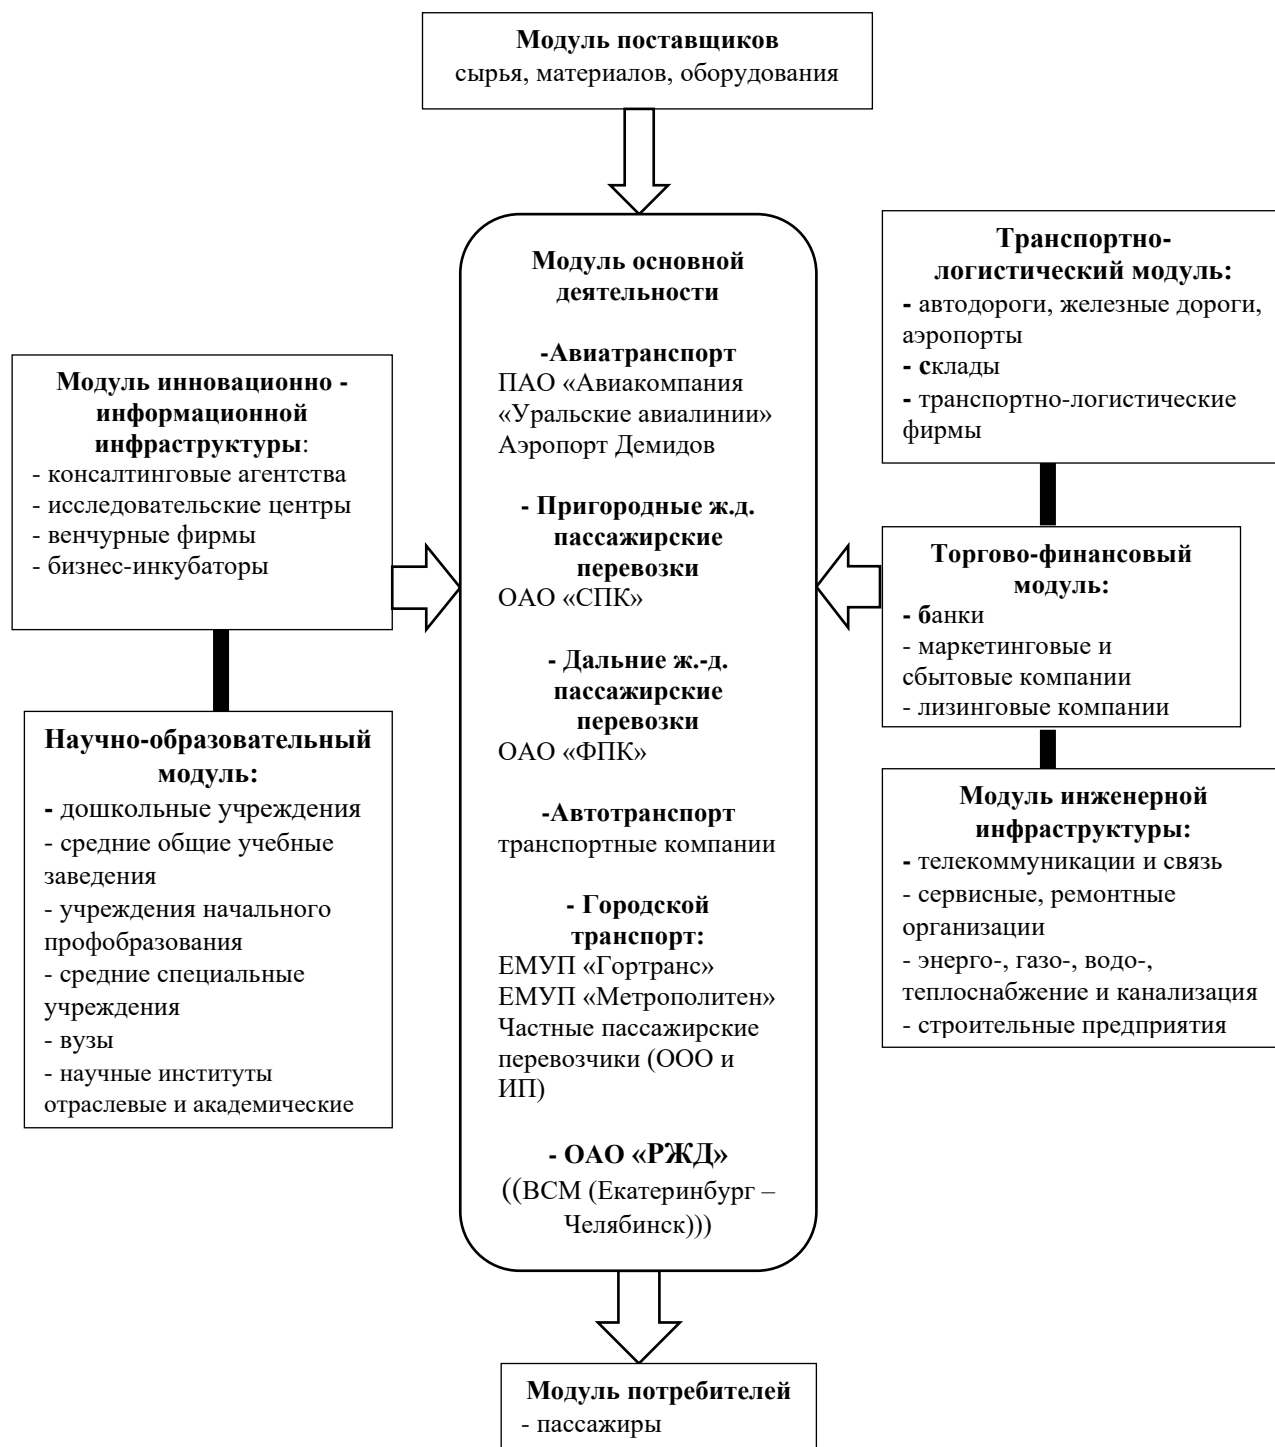 Модуль поставщиков
сырья, материалов, оборудования
Модуль инновационно -
информационной
инфраструктуры:
- консалтинговые агентства
- исследовательские центры
- венчурные фирмы
- бизнес-инкубаторы
Научно-образовательный
модуль:
- дошкольные учреждения
- средние общие учебные
заведения
- учреждения начального
профобразования
- средние специальные
учреждения
- вузы
- научные институты
отраслевые и академические
Модуль основной
деятельности
-Авиатранспорт
ПАО «Авиакомпания
«Уральские авиалинии»
Аэропорт Демидов
- Пригородные ж.д.
пассажирские
перевозки
ОАО «СПК»
- Дальние ж.-д.
пассажирские
перевозки
ОАО «ФПК»
-Автотранспорт
транспортные компании
- Городской
транспорт:
ЕМУП «Гортранс»
ЕМУП «Метрополитен»
Частные пассажирские
перевозчики (ООО и
ИП)
- ОАО «РЖД»
((ВСМ (Екатеринбург –
Челябинск)))
Транспортно-
логистический модуль:
- автодороги, железные дороги,
аэропорты
- склады
- транспортно-логистические
фирмы
Торгово-финансовый
модуль:
- банки
- маркетинговые и
сбытовые компании
- лизинговые компании
Модуль инженерной
инфраструктуры:
- телекоммуникации и связь
- сервисные, ремонтные
организации
- энерго-, газо-, водо-,
теплоснабжение и канализация
- строительные предприятия
Модуль потребителей
- пассажиры